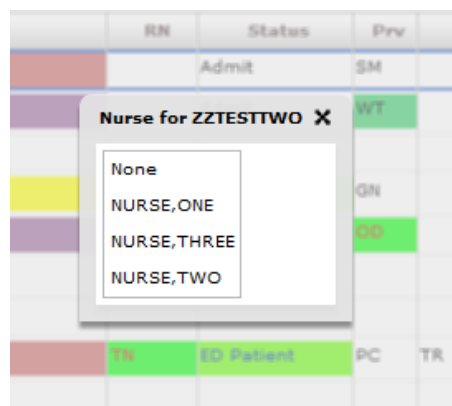 RN Status Prv
Admit SM
Nurse for ZZTESTTWO X
WT
None
NURSE,ONE
GN
NURSE,THREE
OD
NURSE,TWO
TN ED Patient PC TR